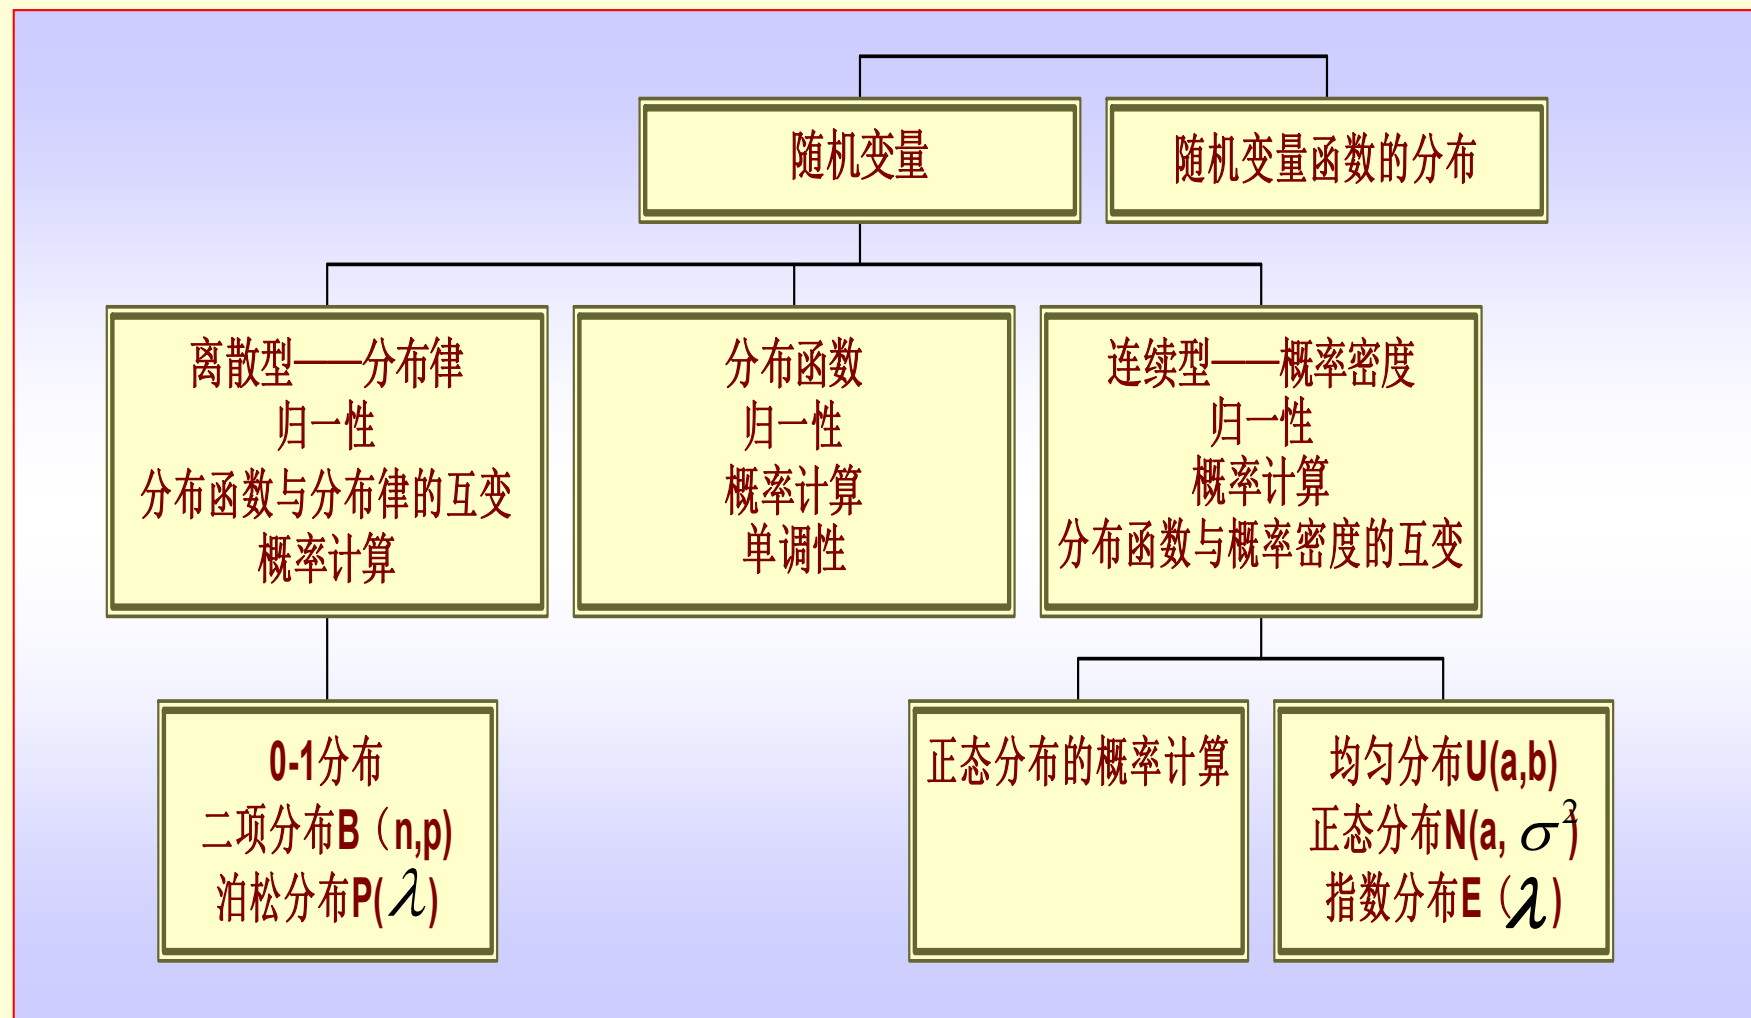 随机变量
随机变量函数的分布
离散型——分布律
归一性
分布函数与分布律的互变
概率计算
分布函数
归一性
概率计算
单调性
连续型——概率密度
归一性
概率计算
分布函数与概率密度的互变
0-1分布
二项分布B（n,p)
泊松分布P(λ)
正态分布的概率计算
均匀分布U(a,b)
正态分布N(a, σ²)
指数分布E（λ)